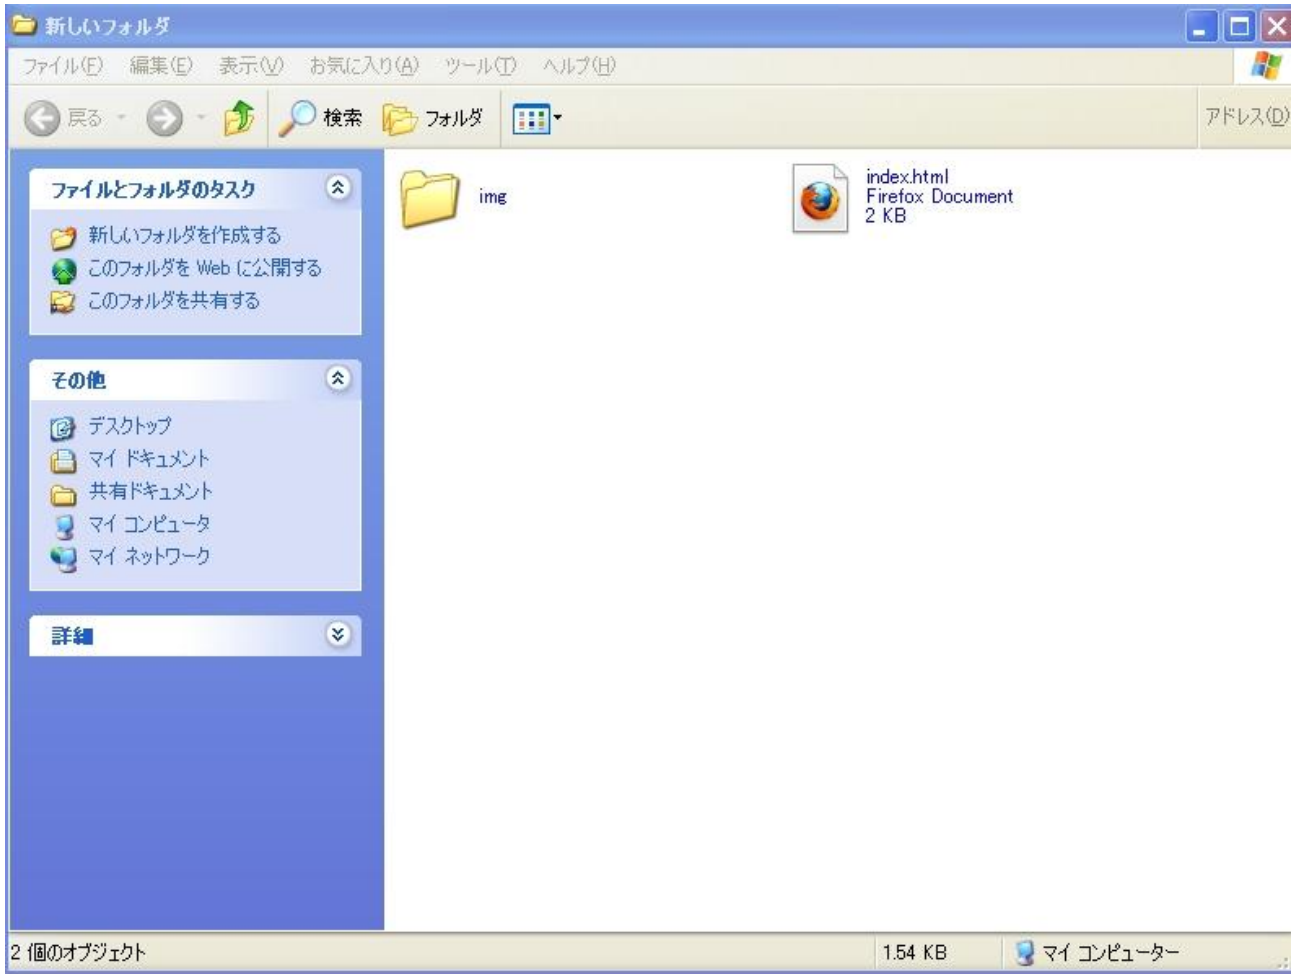 新しいフォルダ
ファイル(F) 編集(E) 表示(V) お気に入り(A) ツール(T) ヘルプ(H)
戻る 検索 フォルダ アドレス(D)
ファイルとフォルダのタスク
新しいフォルダを作成する
このフォルダを Web に公開する
このフォルダを共有する
その他
デスクトップ
マイ ドキュメント
共有ドキュメント
マイ コンピュータ
マイ ネットワーク
詳細
img
index.html
Firefox Document
2 KB
2 個のオブジェクト 1.54 KB マイ コンピューター